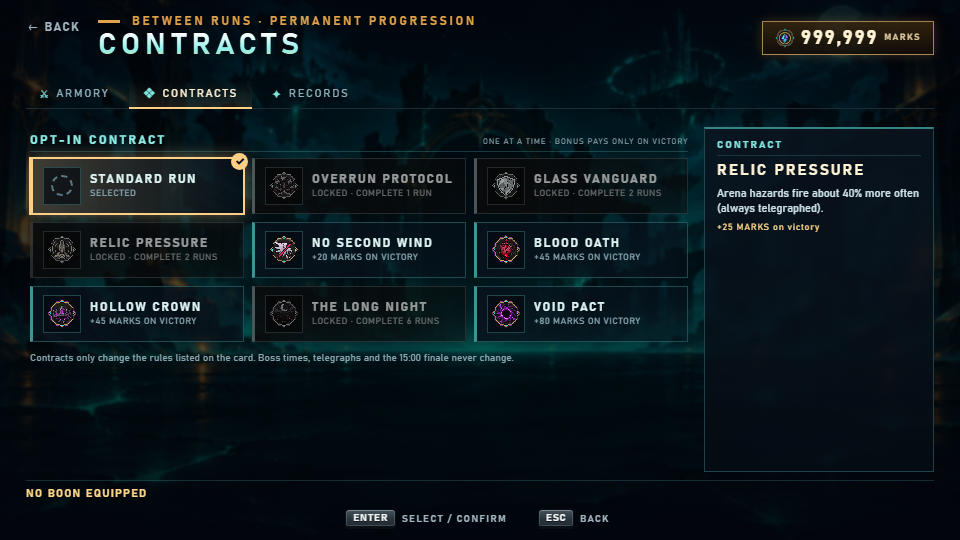 ← BACK
BETWEEN RUNS · PERMANENT PROGRESSION
CONTRACTS
999,999 MARKS
ARMORY
CONTRACTS
RECORDS
OPT-IN CONTRACT
ONE AT A TIME · BONUS PAYS ONLY ON VICTORY
STANDARD RUN
SELECTED
OVERRUN PROTOCOL
LOCKED · COMPLETE 1 RUN
GLASS VANGUARD
LOCKED · COMPLETE 2 RUNS
RELIC PRESSURE
LOCKED · COMPLETE 2 RUNS
NO SECOND WIND
+20 MARKS ON VICTORY
BLOOD OATH
+45 MARKS ON VICTORY
HOLLOW CROWN
+45 MARKS ON VICTORY
THE LONG NIGHT
LOCKED · COMPLETE 6 RUNS
VOID PACT
+80 MARKS ON VICTORY
Contracts only change the rules listed on the card. Boss times, telegraphs and the 15:00 finale never change.
CONTRACT
RELIC PRESSURE
Arena hazards fire about 40% more often
(always telegraphed).
+25 MARKS on victory
NO BOON EQUIPPED
ENTER SELECT / CONFIRM
ESC BACK